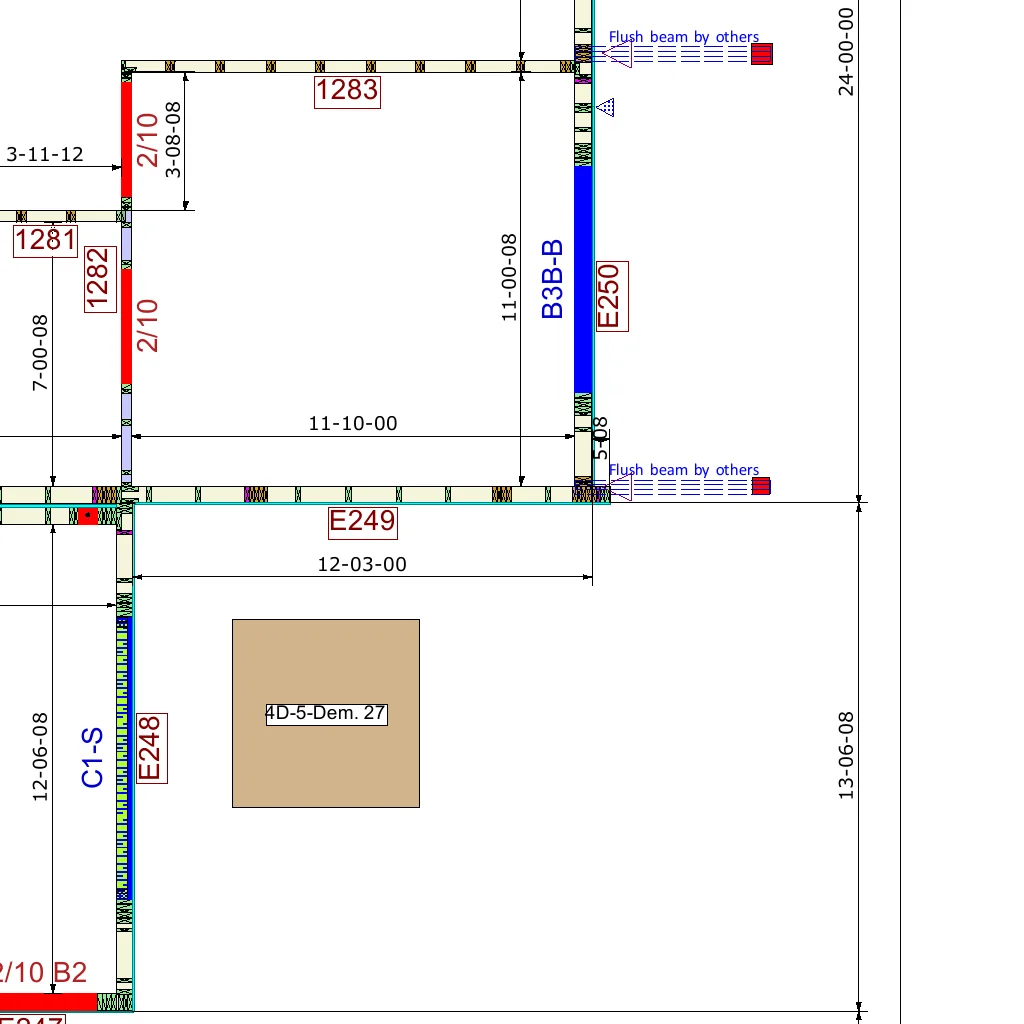 Flush beam by others
24-00-00
1283
2/10
3-08-08
3-11-12
1281
1282
2/10
7-00-08
11-00-08
B3B-B
E250
11-10-00
5-08
Flush beam by others
E249
12-03-00
4D-5-Dem. 27
12-06-08
C1-S
E248
13-06-08
2/10 B2
E247